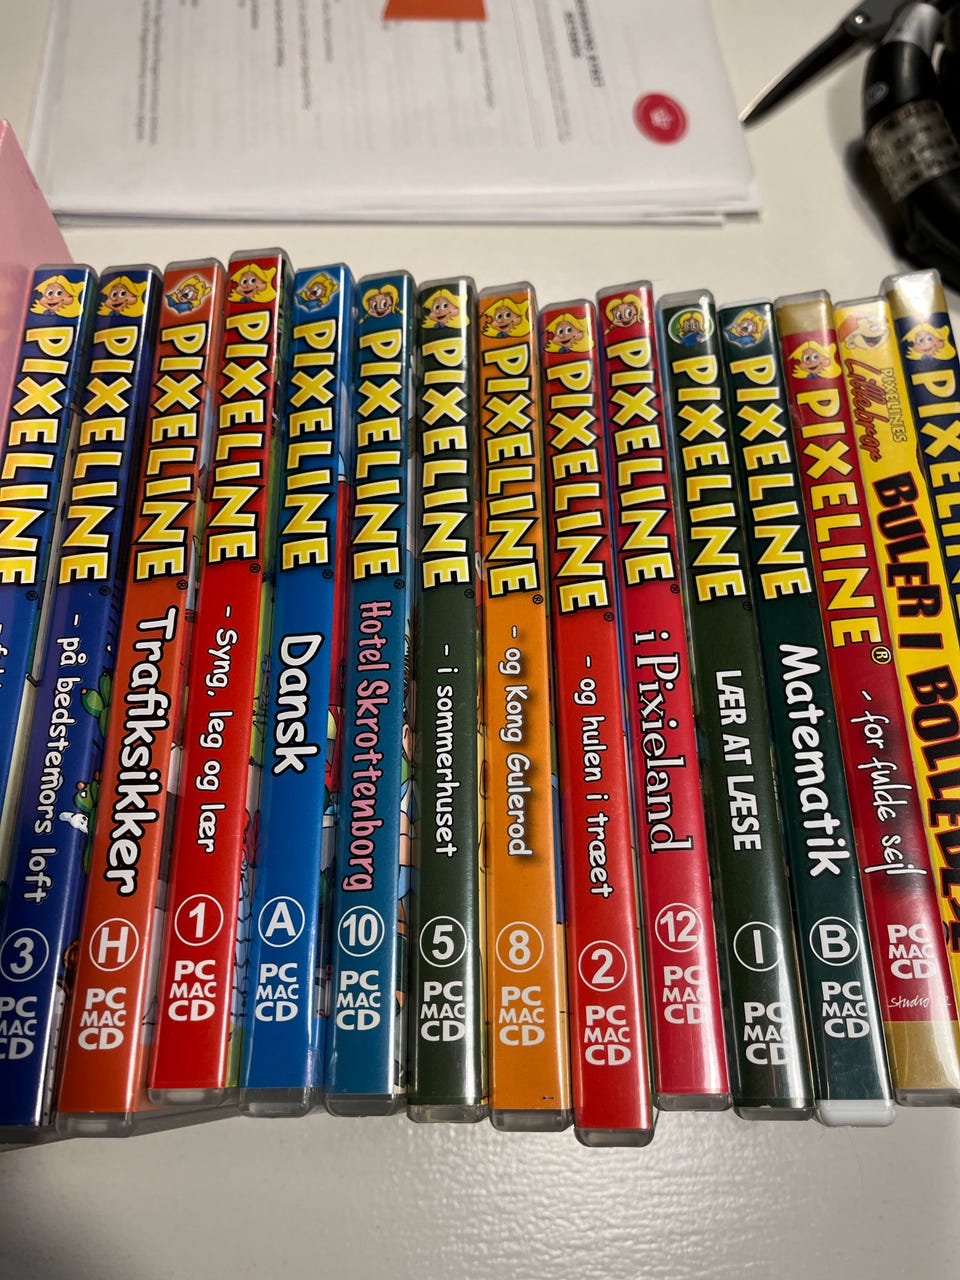 PIXELINE
PIXELINE®
- på bedstemors loft
3
PC
MAC
CD
PIXELINE®
Trafiksikker
H
PC
MAC
CD
PIXELINE®
- Syng, leg og lær
1
PC
MAC
CD
PIXELINE®
Dansk
A
PC
MAC
CD
PIXELINE®
Hotel Skrottenborg
10
PC
MAC
CD
PIXELINE®
- i sommerhuset
5
PC
MAC
CD
PIXELINE®
- og Kong Gulerod
8
PC
MAC
CD
PIXELINE®
- og hulen i træet
2
PC
MAC
CD
PIXELINE®
i Pixieland
12
PC
MAC
CD
PIXELINE®
LÆR AT LÆSE
I
PC
MAC
CD
PIXELINE®
Matematik
B
PC
MAC
CD
PIXELINE®
- for fulde sejl
PC
MAC
CD
PIXELINES
Lillebror
BULER I BOLLEDEJ
PIXELINE